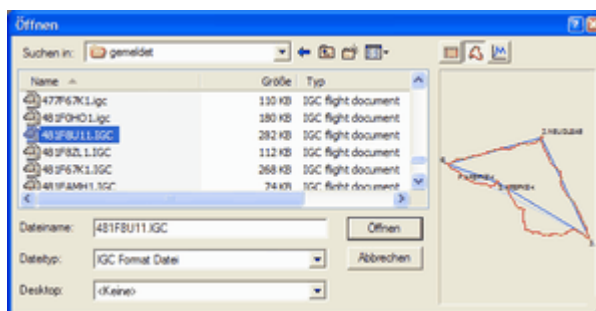 Öffnen
Suchen in: gemeldet
Name Größe Typ
477F67K1.igc 110 KB IGC flight document
481F0HO1.igc 180 KB IGC flight document
481F8U11.IGC 282 KB IGC flight document
481F8ZL1.IGC 112 KB IGC flight document
481F67K1.IGC 268 KB IGC flight document
481FAMH1.IGC 74 KB IGC flight document
Dateiname: 481F8U11.IGC Öffnen
Dateityp: IGC Format Datei Abbrechen
Desktop: <Keine>